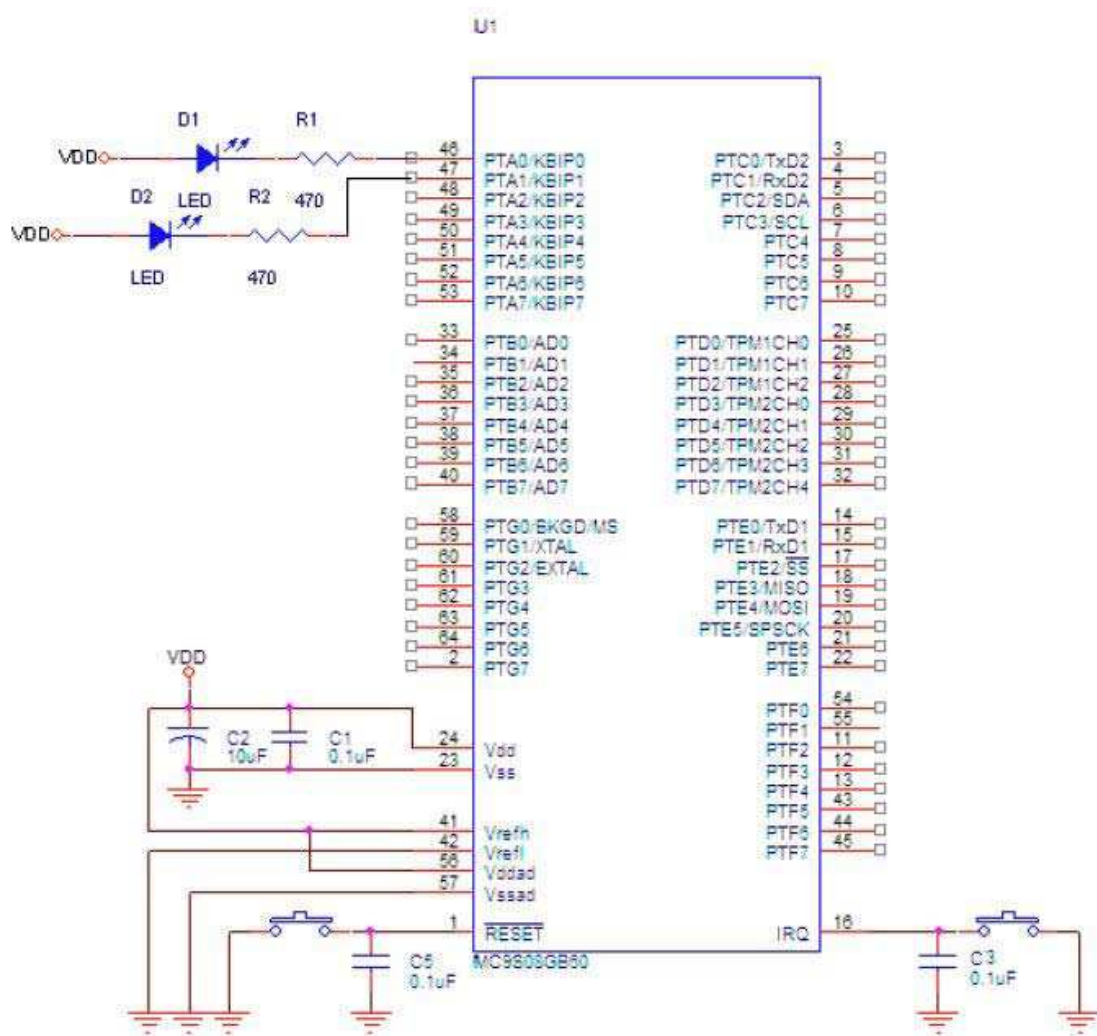 U1
D1
R1
VDD
46
PTA0/KBIP0
PTC0/TxD2
3
47
PTA1/KBIP1
PTC1/RxD2
4
D2
LED
R2
470
48
PTA2/KBIP2
PTC2/SDA
5
49
PTA3/KBIP3
PTC3/SCL
6
VDD
50
PTA4/KBIP4
PTC4
7
51
PTA5/KBIP5
PTC5
8
LED
470
52
PTA6/KBIP6
PTC6
9
53
PTA7/KBIP7
PTC7
10
33
PTB0/AD0
PTD0/TPM1CH0
25
34
PTB1/AD1
PTD1/TPM1CH1
26
35
PTB2/AD2
PTD2/TPM1CH2
27
36
PTB3/AD3
PTD3/TPM2CH0
28
37
PTB4/AD4
PTD4/TPM2CH1
29
38
PTB5/AD5
PTD5/TPM2CH2
30
39
PTB6/AD6
PTD6/TPM2CH3
31
40
PTB7/AD7
PTD7/TPM2CH4
32
58
PTG0/BKGD/MS
PTE0/TxD1
14
59
PTG1/XTAL
PTE1/RxD1
15
60
PTG2/EXTAL
PTE2/SS
17
61
PTG3
PTE3/MISO
18
62
PTG4
PTE4/MOSI
19
63
PTG5
PTE5/SPSCK
20
64
PTG6
PTE6
21
2
PTG7
PTE7
22
VDD
PTF0
54
PTF1
55
C2
10uF
C1
0.1uF
24
Vdd
PTF2
11
23
Vss
PTF3
12
PTF4
13
PTF5
43
41
Vrefh
PTF6
44
42
Vrefl
PTF7
45
56
Vddad
57
Vssad
1
RESET
IRQ
16
C5
0.1uF
MC9S08GB60
C3
0.1uF